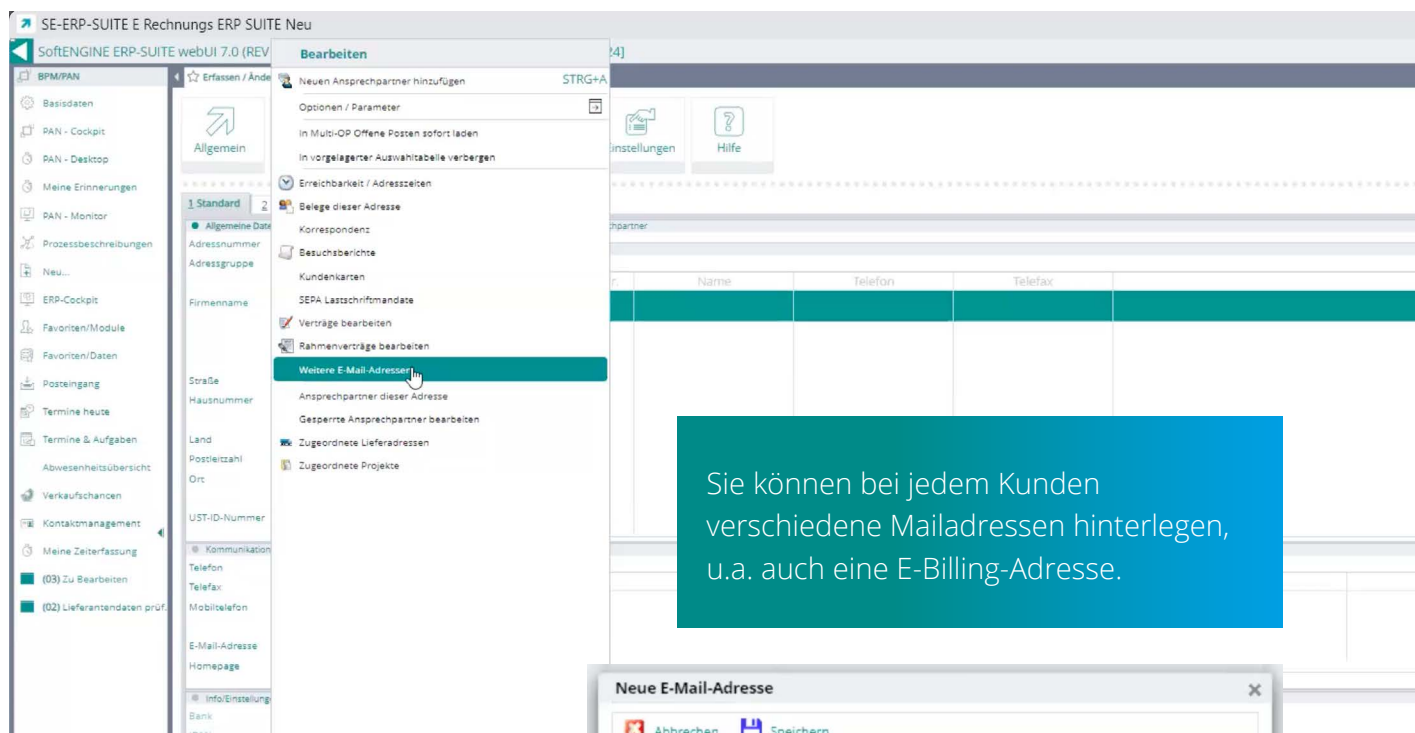 SE-ERP-SUITE E Rechnungs ERP SUITE Neu
SoftENGINE ERP-SUITE webUI 7.0 (REV
24]
BPM/PAN
Basisdaten
PAN - Cockpit
PAN - Desktop
Meine Erinnerungen
PAN - Monitor
Prozessbeschreibungen
Neu...
ERP-Cockpit
Favoriten/Module
Favoriten/Daten
Posteingang
Termine heute
Termine & Aufgaben
Abwesenheitsübersicht
Verkaufschancen
Kontaktmanagement
Meine Zeiterfassung
(03) Zu Bearbeiten
(02) Lieferantendaten prüf.
Erfassen / Ände
Allgemein
Einstellungen
Hilfe
1 Standard
2
Allgemeine Date
Adressnummer
Adressgruppe
Firmenname
Straße
Hausnummer
Land
Postleitzahl
Ort
UST-ID-Nummer
Kommunikation
Telefon
Telefax
Mobiltelefon
E-Mail-Adresse
Homepage
Info/Einstellung
Bank
Bearbeiten
Neuen Ansprechpartner hinzufügen STRG+A
Optionen / Parameter
In Multi-OP Offene Posten sofort laden
In vorgelagerter Auswahltabelle verbergen
Erreichbarkeit / Adresszeiten
Belege dieser Adresse
Korrespondenz
Besuchsberichte
Kundenkarten
SEPA Lastschriftmandate
Verträge bearbeiten
Rahmenverträge bearbeiten
Weitere E-Mail-Adressen
Ansprechpartner dieser Adresse
Gesperrte Ansprechpartner bearbeiten
Zugeordnete Lieferadressen
Zugeordnete Projekte
chpartner
r. Name Telefon Telefax
Sie können bei jedem Kunden
verschiedene Mailadressen hinterlegen,
u.a. auch eine E-Billing-Adresse.
Neue E-Mail-Adresse
Abbrechen Speichern